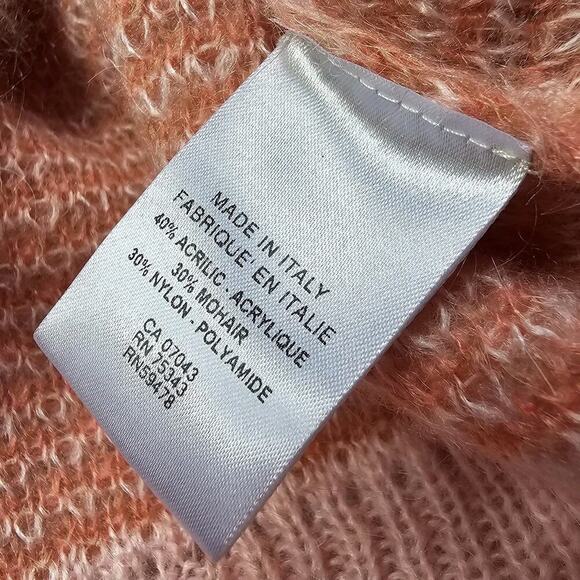 MADE IN ITALY
FABRIQUE EN ITALIE
40% ACRILIC - ACRYLIQUE
30% MOHAIR
30% NYLON - POLYAMIDE
CA 07043
RN 75343
RN59478